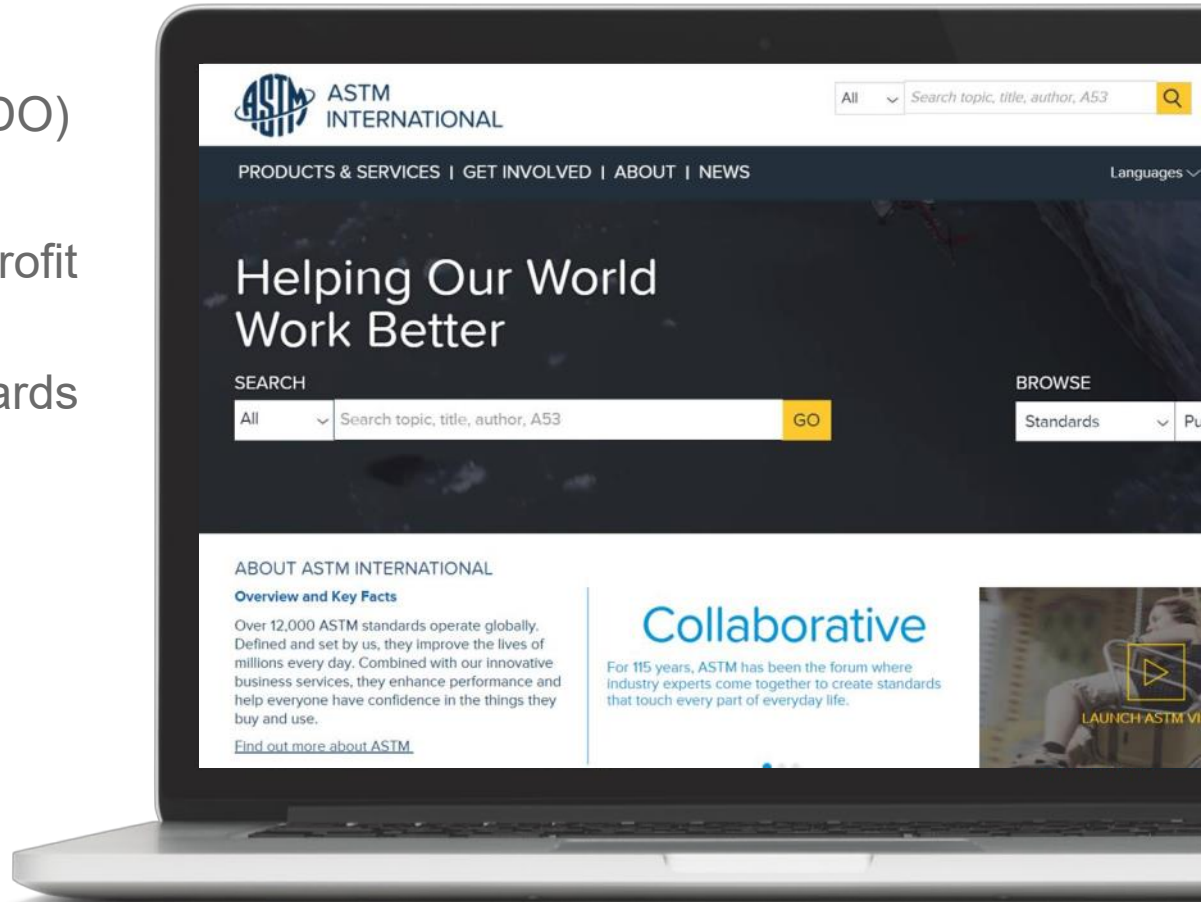 DO)
rofit
ards
ASTM
ASTM
INTERNATIONAL
All
Search topic, title, author, A53
PRODUCTS & SERVICES | GET INVOLVED | ABOUT | NEWS
Languages
Helping Our World
Work Better
SEARCH
All
Search topic, title, author, A53
GO
BROWSE
Standards
Pu
ABOUT ASTM INTERNATIONAL
Overview and Key Facts
Over 12,000 ASTM standards operate globally.
Defined and set by us, they improve the lives of
millions every day. Combined with our innovative
business services, they enhance performance and
help everyone have confidence in the things they
buy and use.
Find out more about ASTM
Collaborative
For 115 years, ASTM has been the forum where
industry experts come together to create standards
that touch every part of everyday life.
LAUNCH ASTM VI